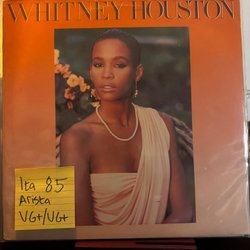 WHITNEY HOUSTON
Ita 85
Arista
VG+/VG+